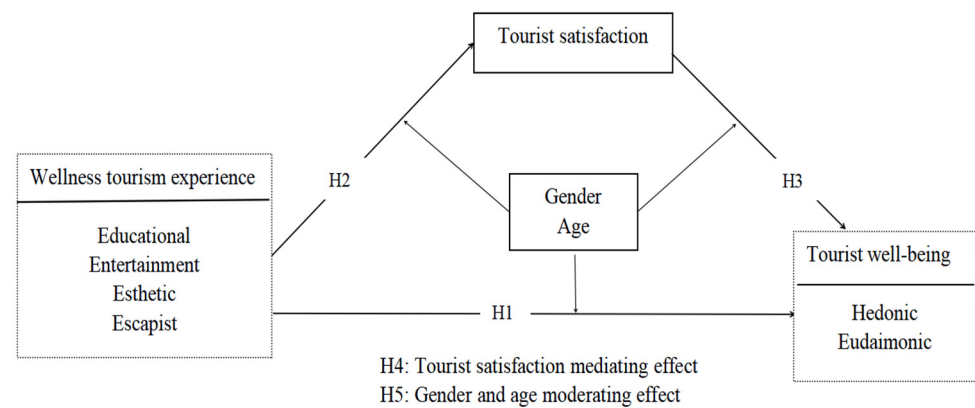 Tourist satisfaction
H2
H3
Wellness tourism experience
Educational
Entertainment
Esthetic
Escapist
Gender
Age
Tourist well-being
Hedonic
Eudaimonic
H1
H4: Tourist satisfaction mediating effect
H5: Gender and age moderating effect